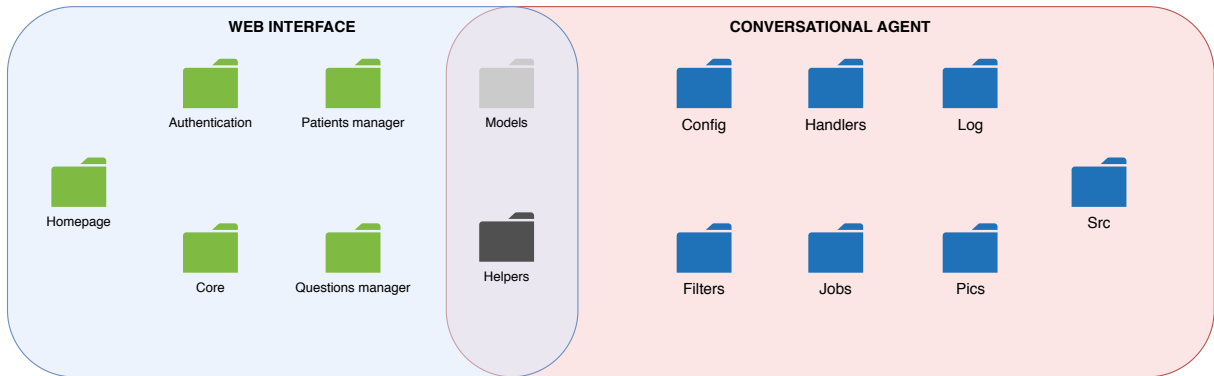 WEB INTERFACE
CONVERSATIONAL AGENT
Authentication
Patients manager
Models
Config
Handlers
Log
Homepage
Src
Core
Questions manager
Helpers
Filters
Jobs
Pics